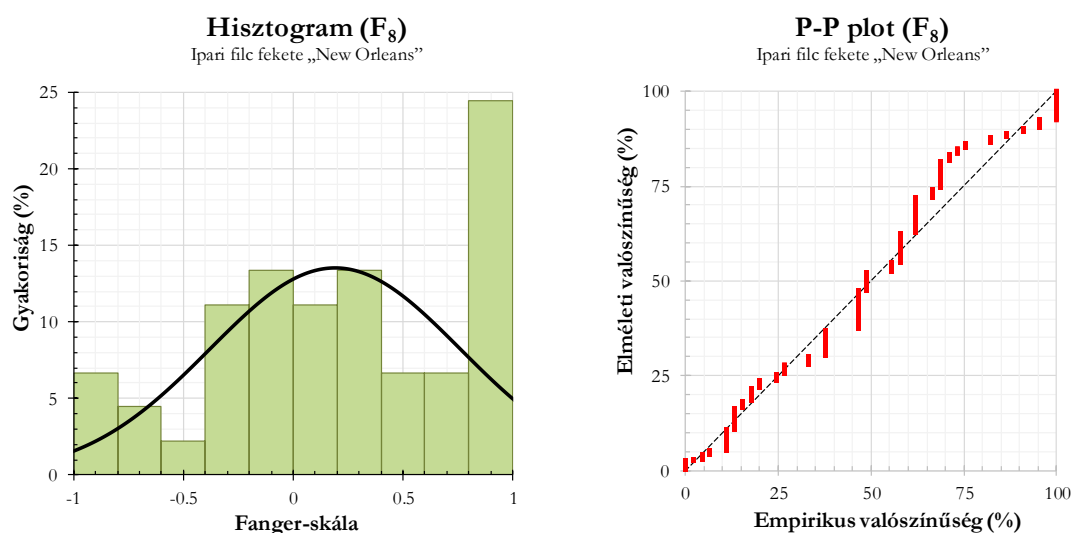 Hisztogram (F₈)
Ipari filc fekete „New Orleans”
Gyakoriság (%)
25
20
15
10
5
0
-1
-0.5
0
0.5
1
Fanger-skála
P-P plot (F₈)
Ipari filc fekete „New Orleans”
Elméleti valószínűség (%)
100
75
50
25
0
0
25
50
75
100
Empirikus valószínűség (%)